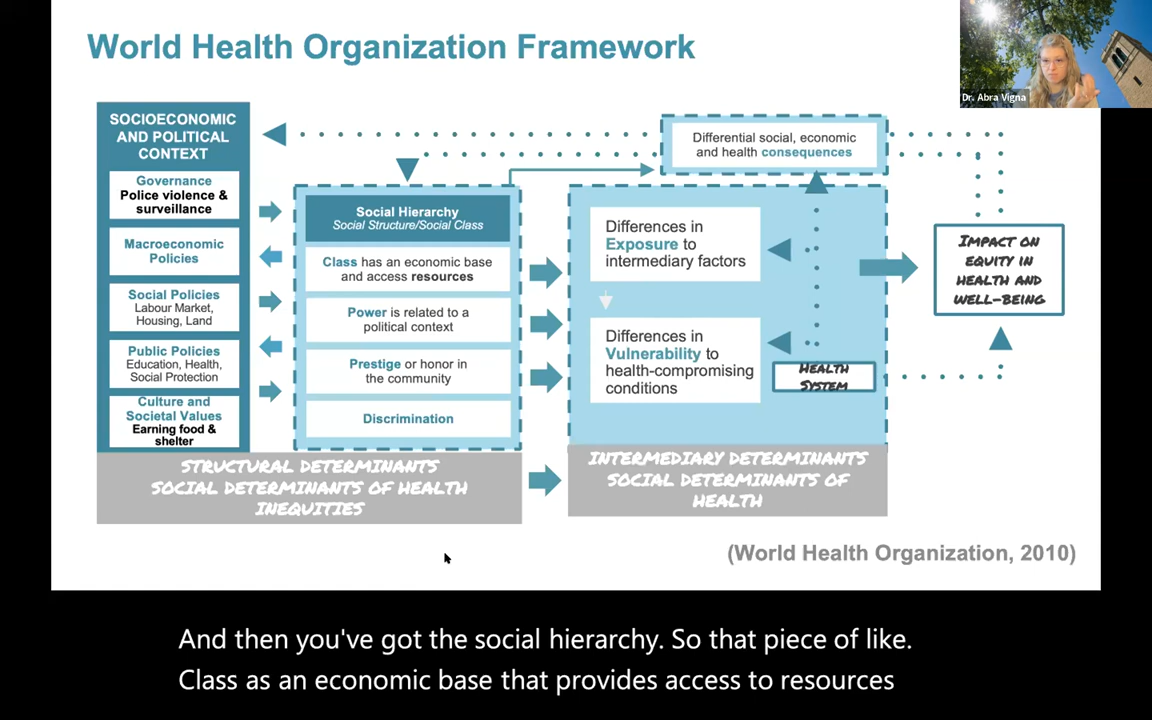 World Health Organization Framework
Dr. Abra Vigna
SOCIOECONOMIC
AND POLITICAL
CONTEXT
Governance
Police violence &
surveillance
Macroeconomic
Policies
Social Policies
Labour Market,
Housing, Land
Public Policies
Education, Health,
Social Protection
Culture and
Societal Values
Earning food &
shelter
Social Hierarchy
Social Structure/Social Class
Class has an economic base
and access resources
Power is related to a
political context
Prestige or honor in
the community
Discrimination
Differential social, economic
and health consequences
Differences in
Exposure to
intermediary factors
Differences in
Vulnerability to
health-compromising
conditions
HEALTH
SYSTEM
IMPACT ON
EQUITY IN
HEALTH AND
WELL-BEING
STRUCTURAL DETERMINANTS
SOCIAL DETERMINANTS OF HEALTH
INEQUITIES
INTERMEDIARY DETERMINANTS
SOCIAL DETERMINANTS OF
HEALTH
(World Health Organization, 2010)
And then you've got the social hierarchy. So that piece of like.
Class as an economic base that provides access to resources